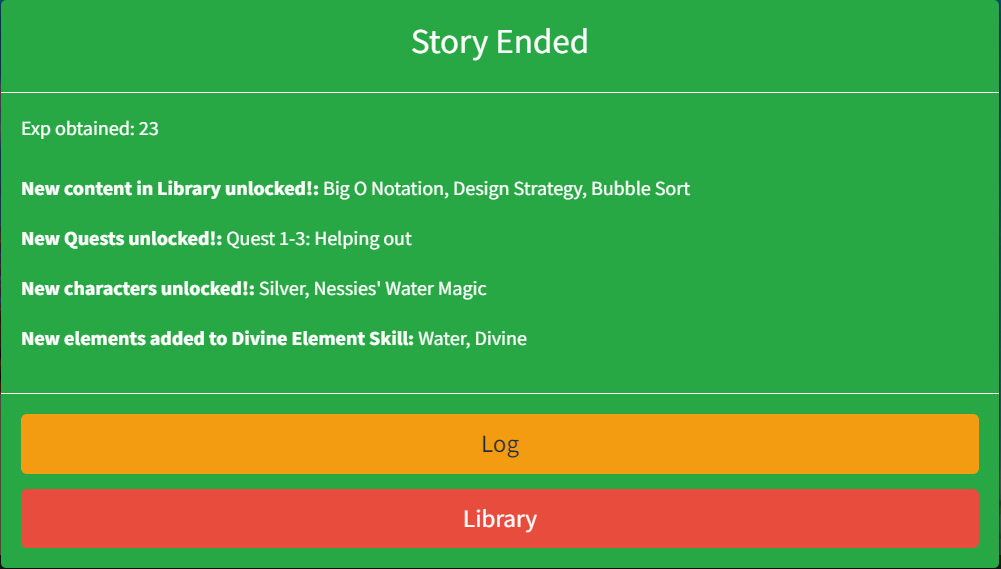 Story Ended
Exp obtained: 23
New content in Library unlocked!: Big O Notation, Design Strategy, Bubble Sort
New Quests unlocked!: Quest 1-3: Helping out
New characters unlocked!: Silver, Nessies' Water Magic
New elements added to Divine Element Skill: Water, Divine
Log
Library